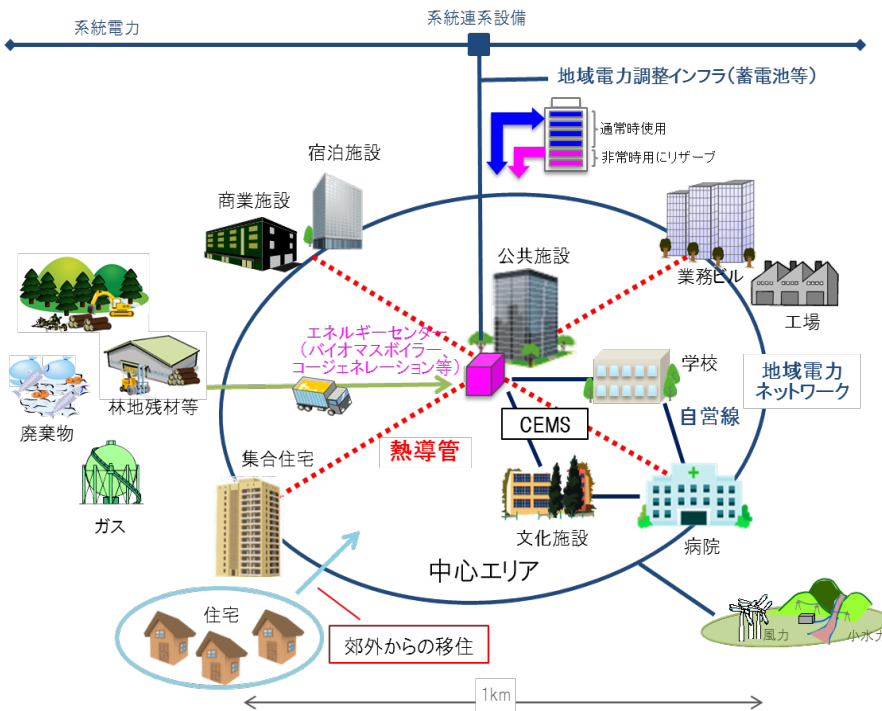 系統電力
系統連系設備
地域電力調整インフラ（蓄電池等）
通常時使用
非常時用にリザーブ
宿泊施設
商業施設
公共施設
業務ビル
工場
エネルギーセンター
（バイオマスボイラー、
コージェネレーション等）
学校
地域電力
ネットワーク
林地残材等
廃棄物
自営線
CEMS
熱導管
集合住宅
ガス
文化施設
病院
中心エリア
住宅
風力
小水力
郊外からの移住
1km